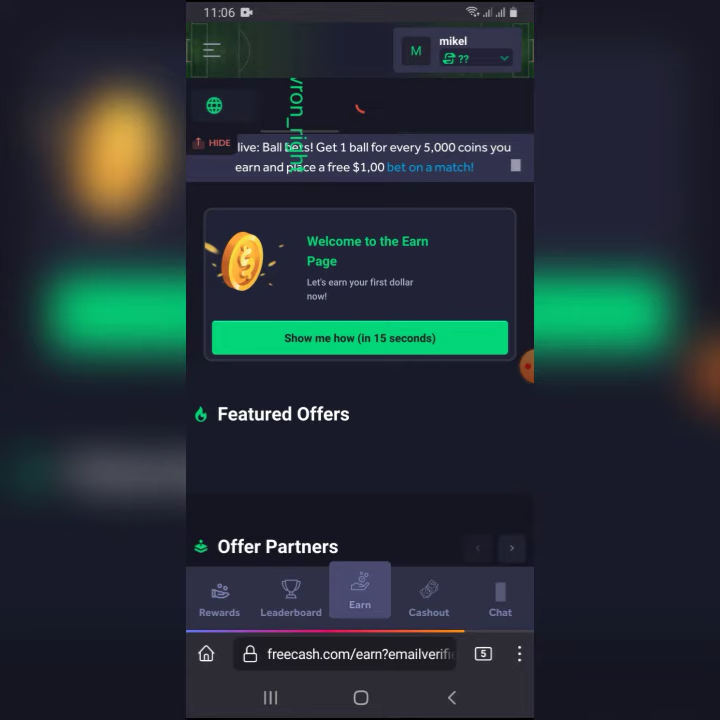 11:06
M
mikel
??
vron_right
HIDE
live: Ball bets! Get 1 ball for every 5,000 coins you
earn and place a free $1,00 bet on a match!
Welcome to the Earn
Page
Let's earn your first dollar
now!
Show me how (in 15 seconds)
Featured Offers
Offer Partners
Rewards
Leaderboard
Earn
Cashout
Chat
freecash.com/earn?emailverifi
5